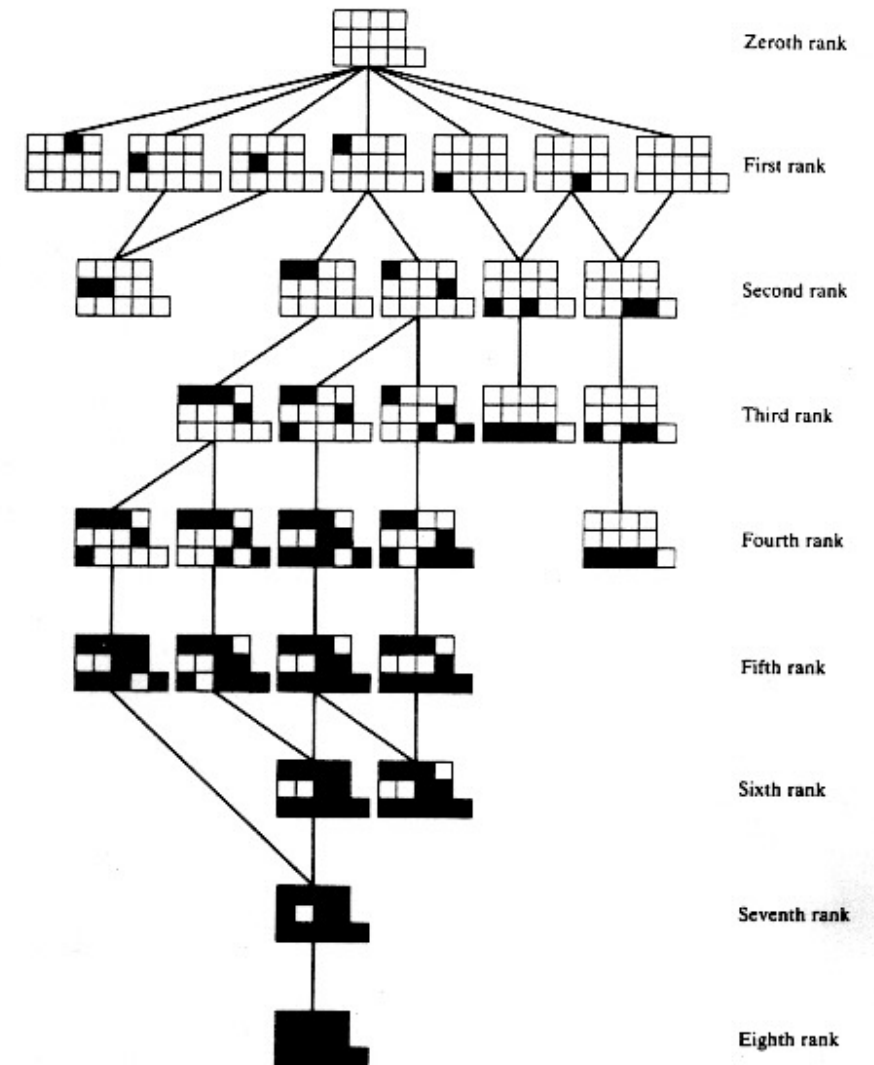 Zeroth rank
First rank
Second rank
Third rank
Fourth rank
Fifth rank
Sixth rank
Seventh rank
Eighth rank